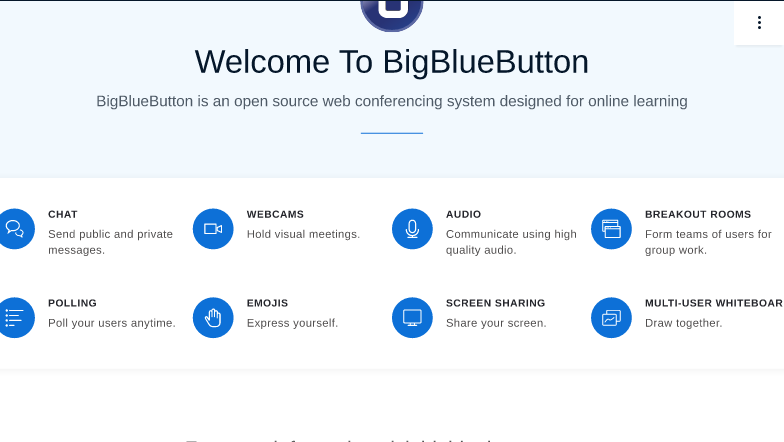 Welcome To BigBlueButton
BigBlueButton is an open source web conferencing system designed for online learning
CHAT
Send public and private
messages.
WEBCAMS
Hold visual meetings.
AUDIO
Communicate using high
quality audio.
BREAKOUT ROOMS
Form teams of users for
group work.
POLLING
Poll your users anytime.
EMOJIS
Express yourself.
SCREEN SHARING
Share your screen.
MULTI-USER WHITEBOAR
Draw together.